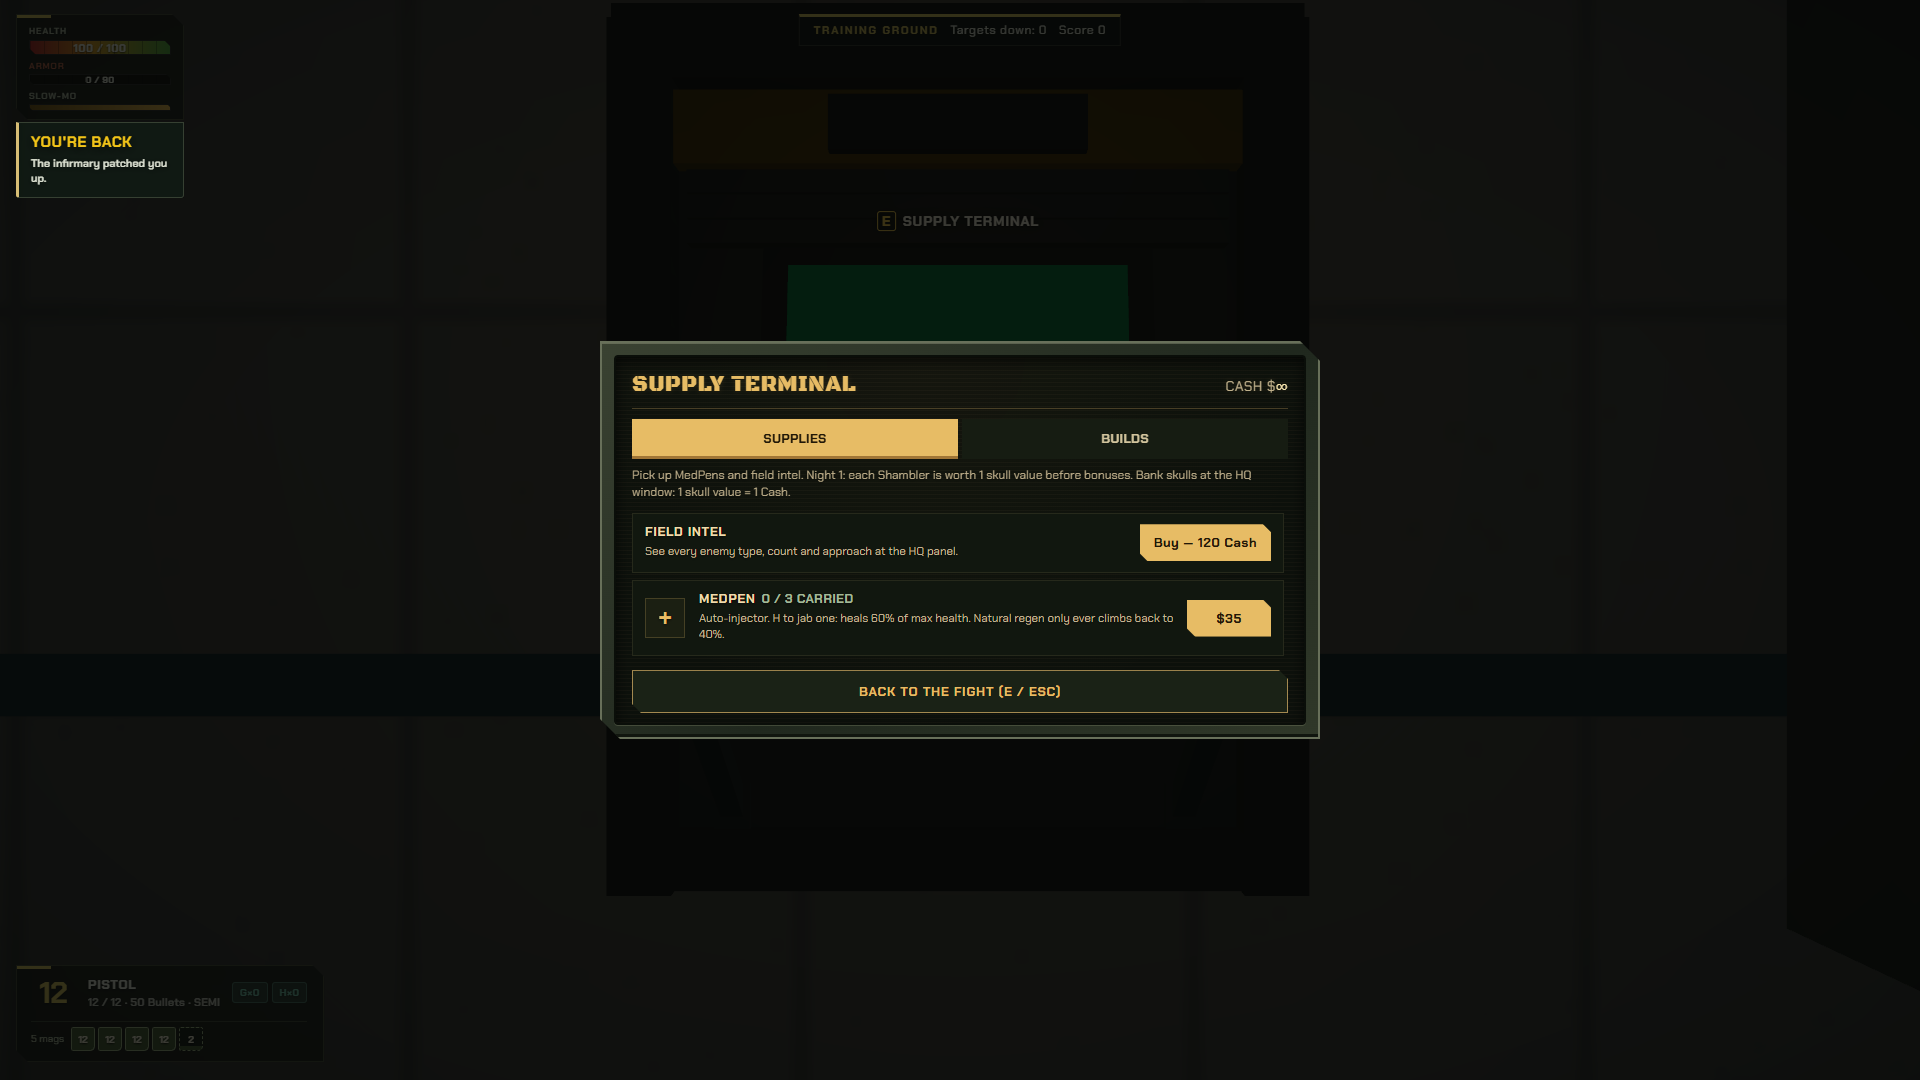 HEALTH
100 / 100
ARMOR
0 / 90
SLOW-MO
YOU'RE BACK
The infirmary patched you
up.
TRAINING GROUND Targets down: 0 Score 0
E SUPPLY TERMINAL
SUPPLY TERMINAL
CASH $∞
SUPPLIES
BUILDS
Pick up MedPens and field intel. Night 1: each Shambler is worth 1 skull value before bonuses. Bank skulls at the HQ
window: 1 skull value = 1 Cash.
FIELD INTEL
See every enemy type, count and approach at the HQ panel.
Buy — 120 Cash
+
MEDPEN 0 / 3 CARRIED
Auto-injector. H to jab one: heals 60% of max health. Natural regen only ever climbs back to
40%.
$35
BACK TO THE FIGHT (E / ESC)
12
PISTOL
12 / 12 · 50 Bullets · SEMI
G×0 H×0
5 mags 12 12 12 12 2